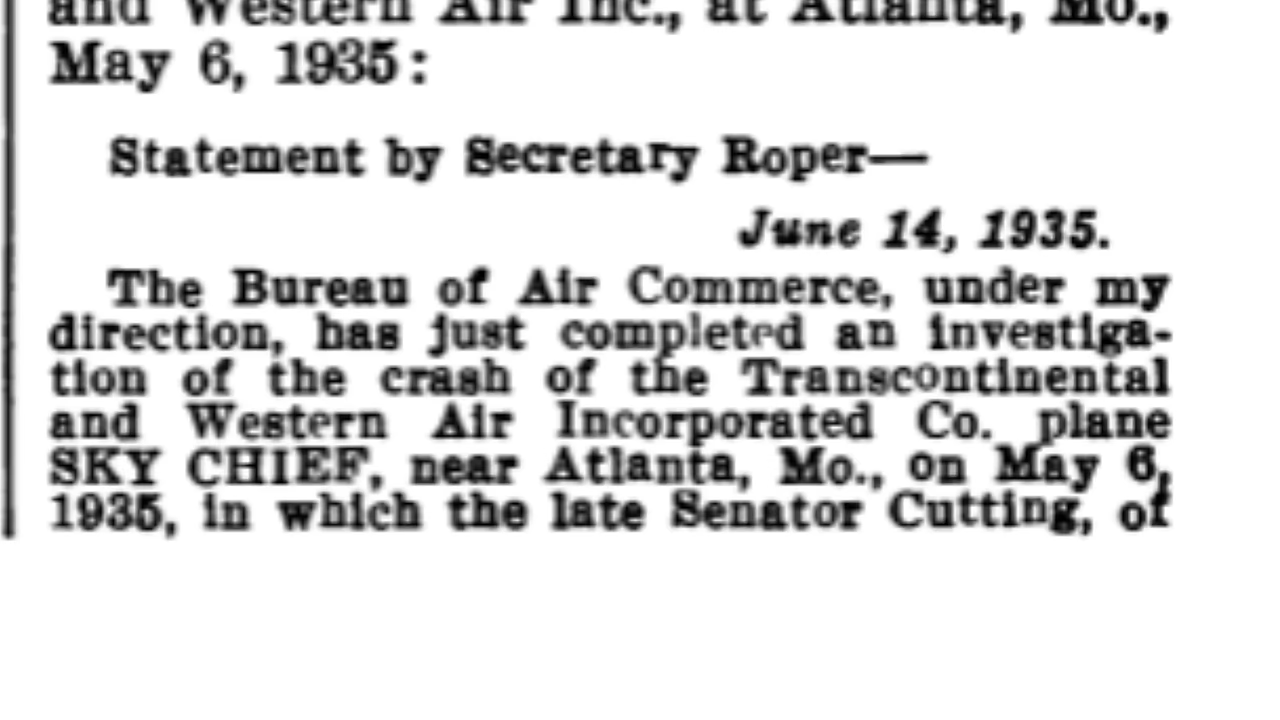 and Western Air Inc., at Atlanta, Mo.,
May 6, 1935:
Statement by Secretary Roper—
June 14, 1935.
The Bureau of Air Commerce, under my
direction, has just completed an investiga-
tion of the crash of the Transcontinental
and Western Air Incorporated Co. plane
SKY CHIEF, near Atlanta, Mo., on May 6,
1935, in which the late Senator Cutting, of